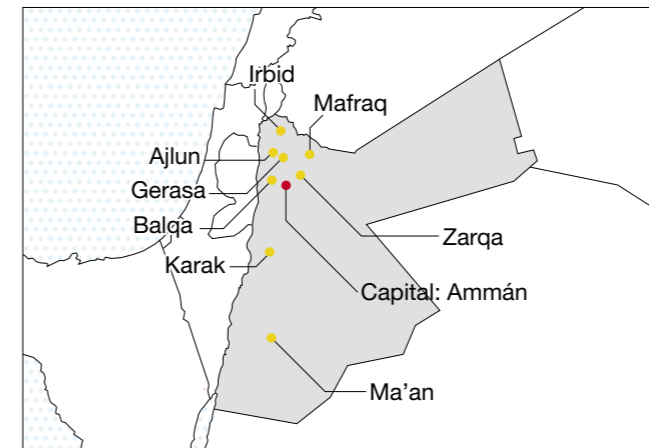 Irbid
Mafraq
Ajlun
Gerasa
Balqa
Zarqa
Karak
Capital: Ammán
Ma’an